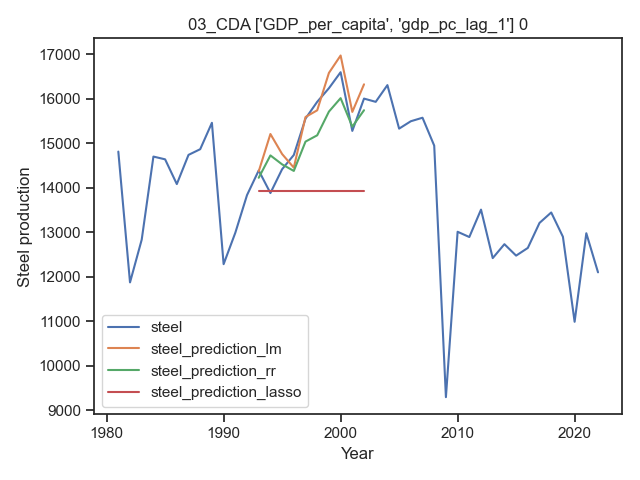 03_CDA ['GDP_per_capita', 'gdp_pc_lag_1'] 0
17000
16000
15000
14000
13000
12000
11000
10000
9000
Steel production
steel
steel_prediction_lm
steel_prediction_rr
steel_prediction_lasso
1980
1990
2000
2010
2020
Year